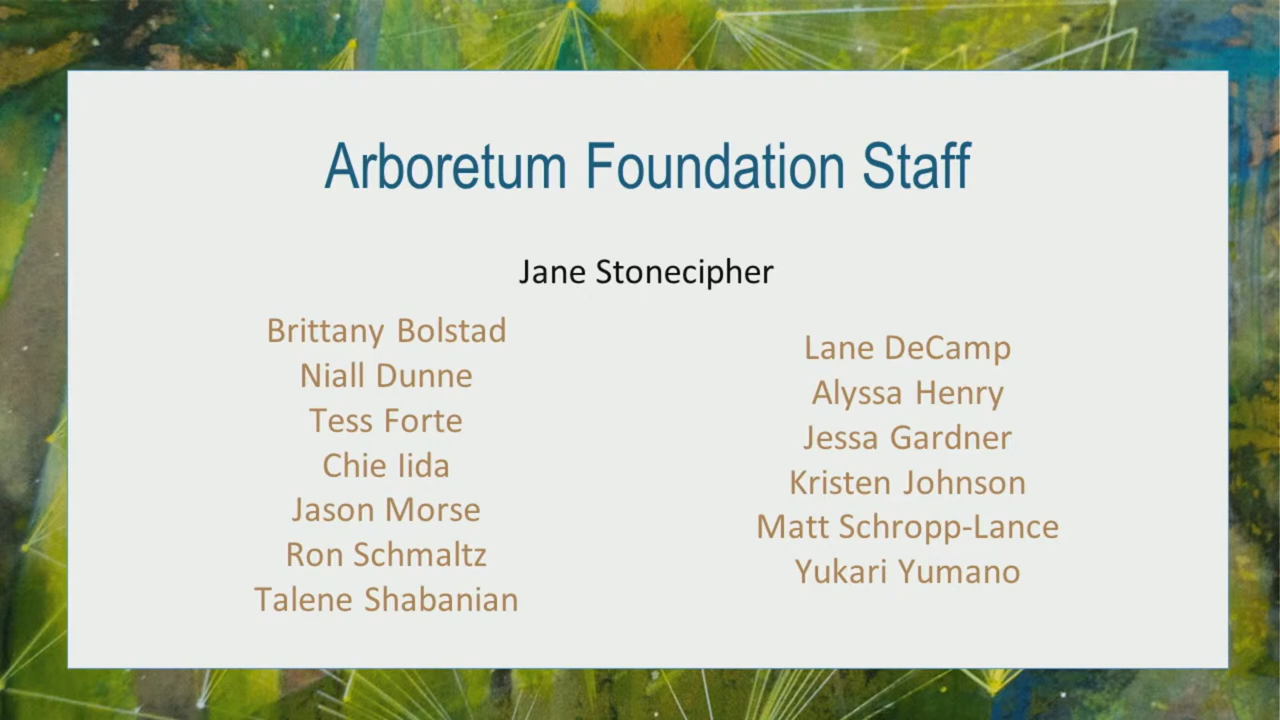 Arboretum Foundation Staff
Jane Stonecipher
Brittany Bolstad
Niall Dunne
Tess Forte
Chie Iida
Jason Morse
Ron Schmaltz
Talene Shabanian
Lane DeCamp
Alyssa Henry
Jessa Gardner
Kristen Johnson
Matt Schropp-Lance
Yukari Yumano